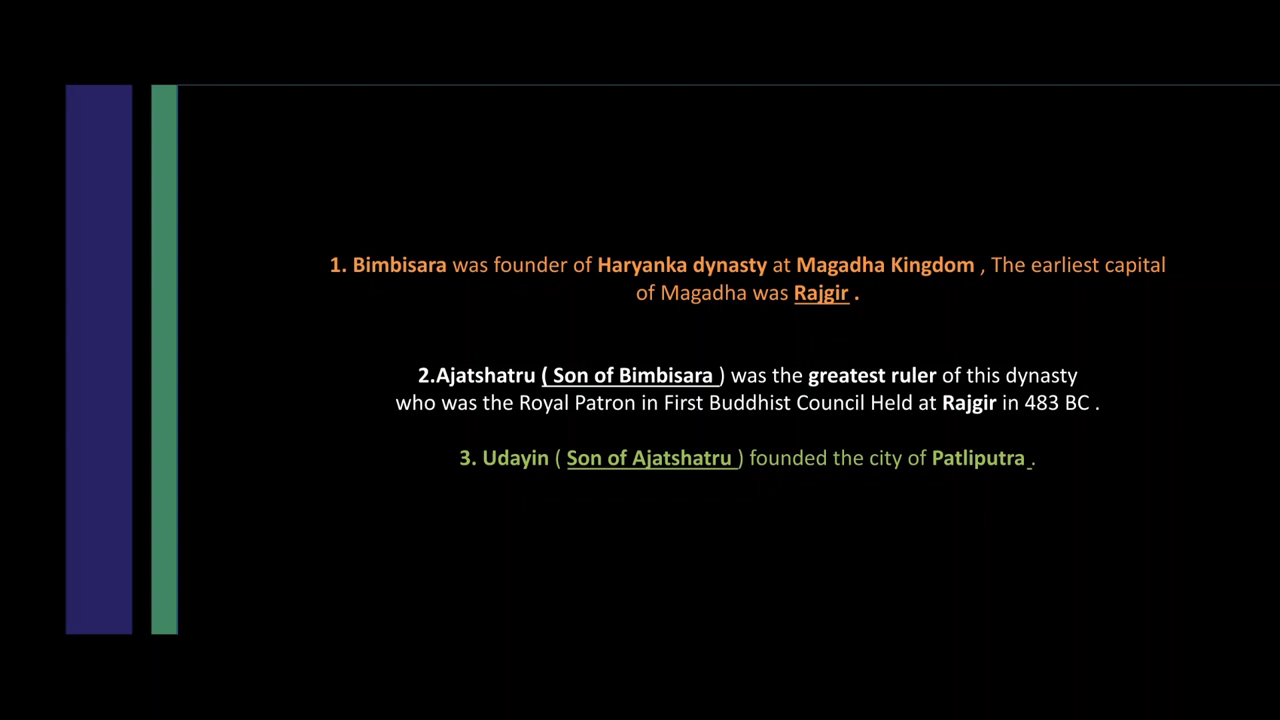 1. Bimbisara was founder of Haryanka dynasty at Magadha Kingdom , The earliest capital
of Magadha was Rajgir .
2.Ajatshatru ( Son of Bimbisara ) was the greatest ruler of this dynasty
who was the Royal Patron in First Buddhist Council Held at Rajgir in 483 BC .
3. Udayin ( Son of Ajatshatru ) founded the city of Patliputra .